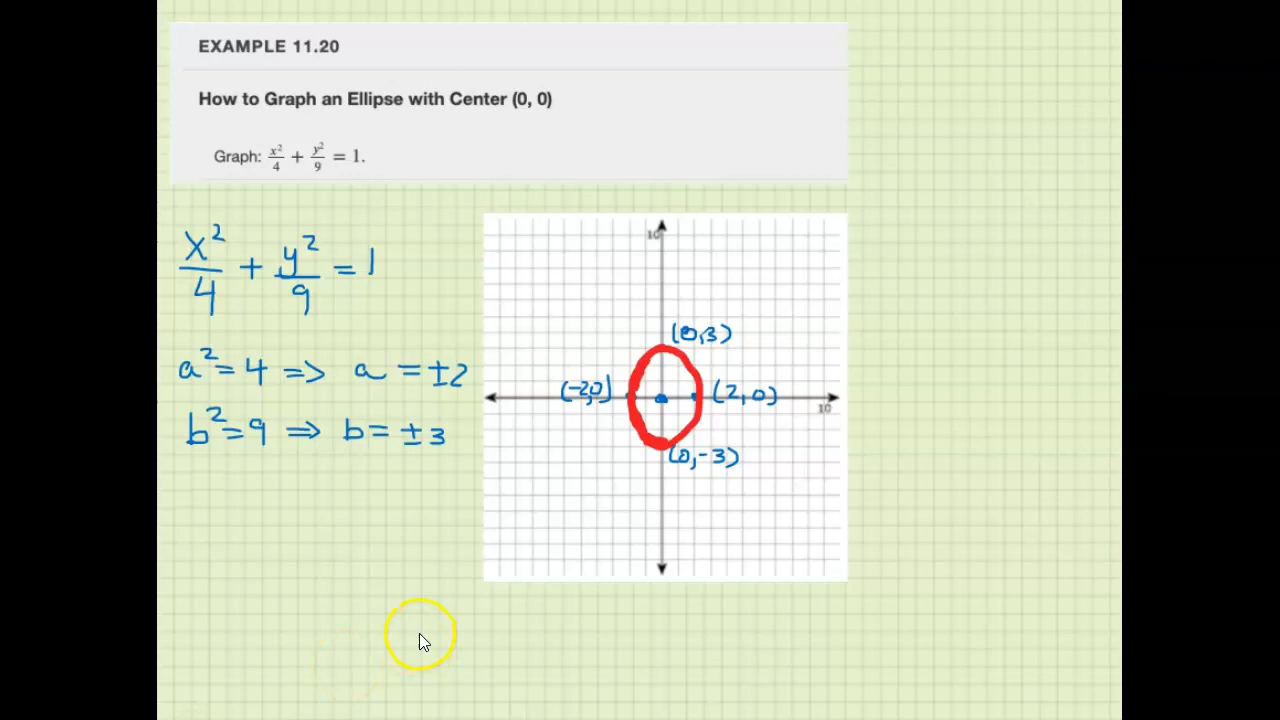 EXAMPLE 11.20
How to Graph an Ellipse with Center (0, 0)
Graph: x²/4 + y²/9 = 1.
x²/4 + y²/9 = 1
a² = 4 => a = ±2
b² = 9 => b = ±3
10
(0,3)
(-2,0)
(2,0)
10
(0,-3)